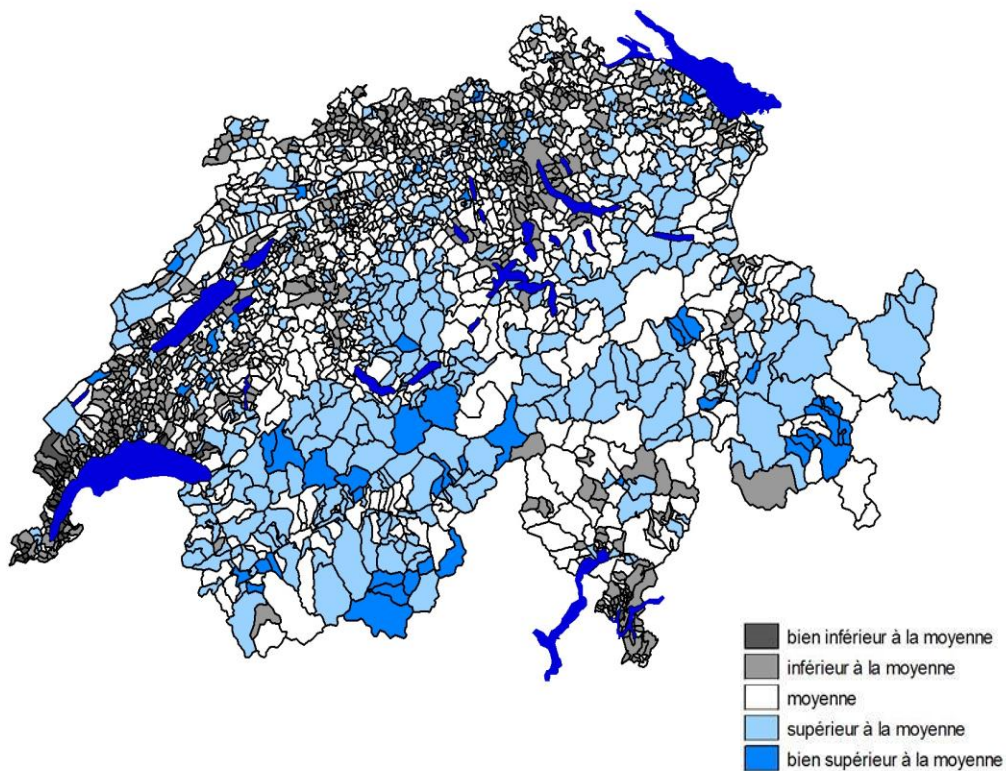 bien inférieur à la moyenne
inférieur à la moyenne
moyenne
supérieur à la moyenne
bien supérieur à la moyenne